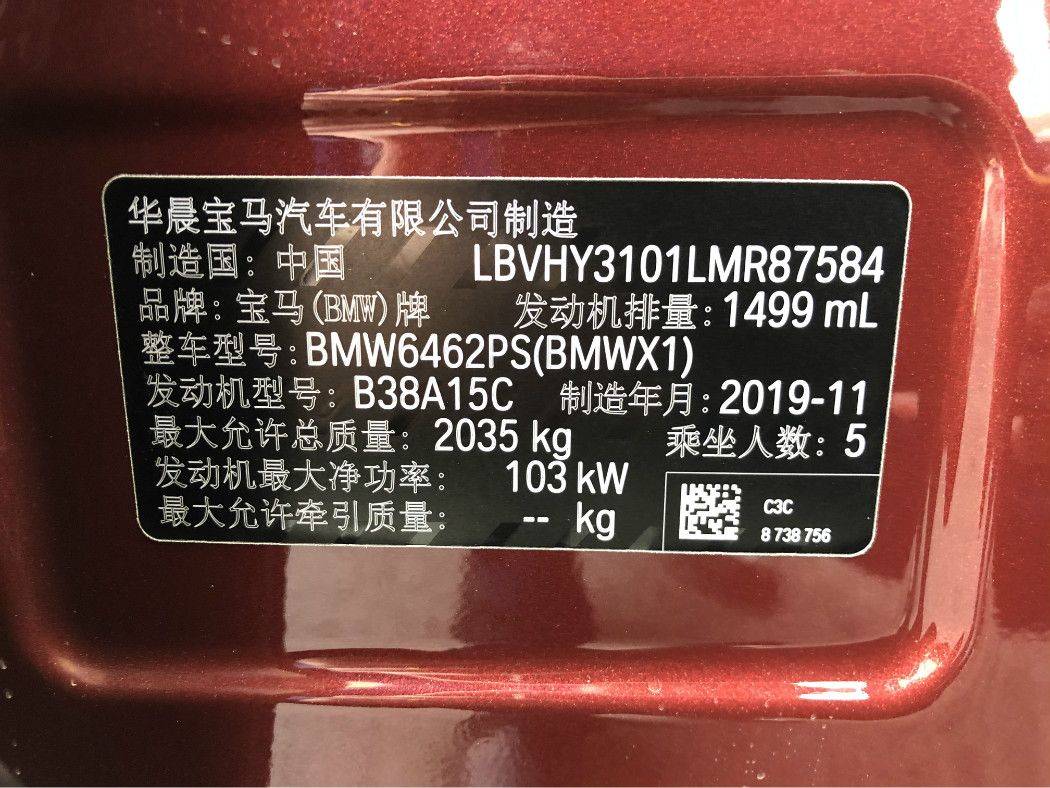 华晨宝马汽车有限公司制造
制造国：中国 LBVHY3101LMR87584
品牌：宝马(BMW)牌 发动机排量：1499 mL
整车型号：BMW6462PS(BMWX1)
发动机型号：B38A15C 制造年月：2019-11
最大允许总质量：2035 kg 乘坐人数：5
发动机最大净功率：103 kW
最大允许牵引质量：-- kg
C3C
8 738 756